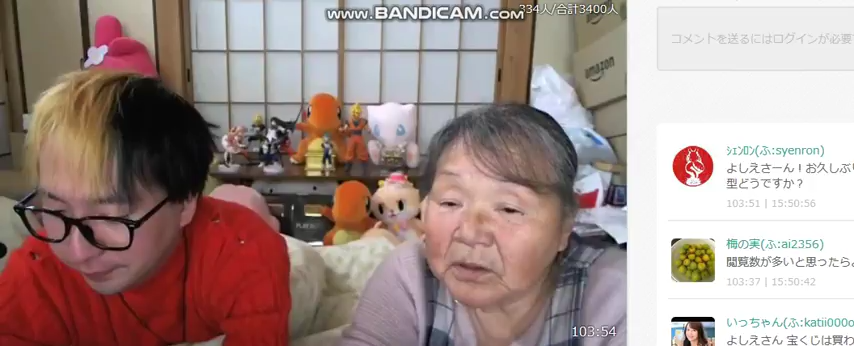 www.BANDICAM.com
334人/合計3400人
コメントを送るにはログインが必要
amazon
ｼｪﾝﾛﾝ(ふ:syenron)
よしえさーん！お久しぶり
型どうですか？
103:51 | 15:50:56
梅の実(ふ:ai2356)
閲覧数が多いと思ったらよ
103:37 | 15:50:42
いっちゃん(ふ:katii000o
よしえさん 宝くじは買わ
103:54